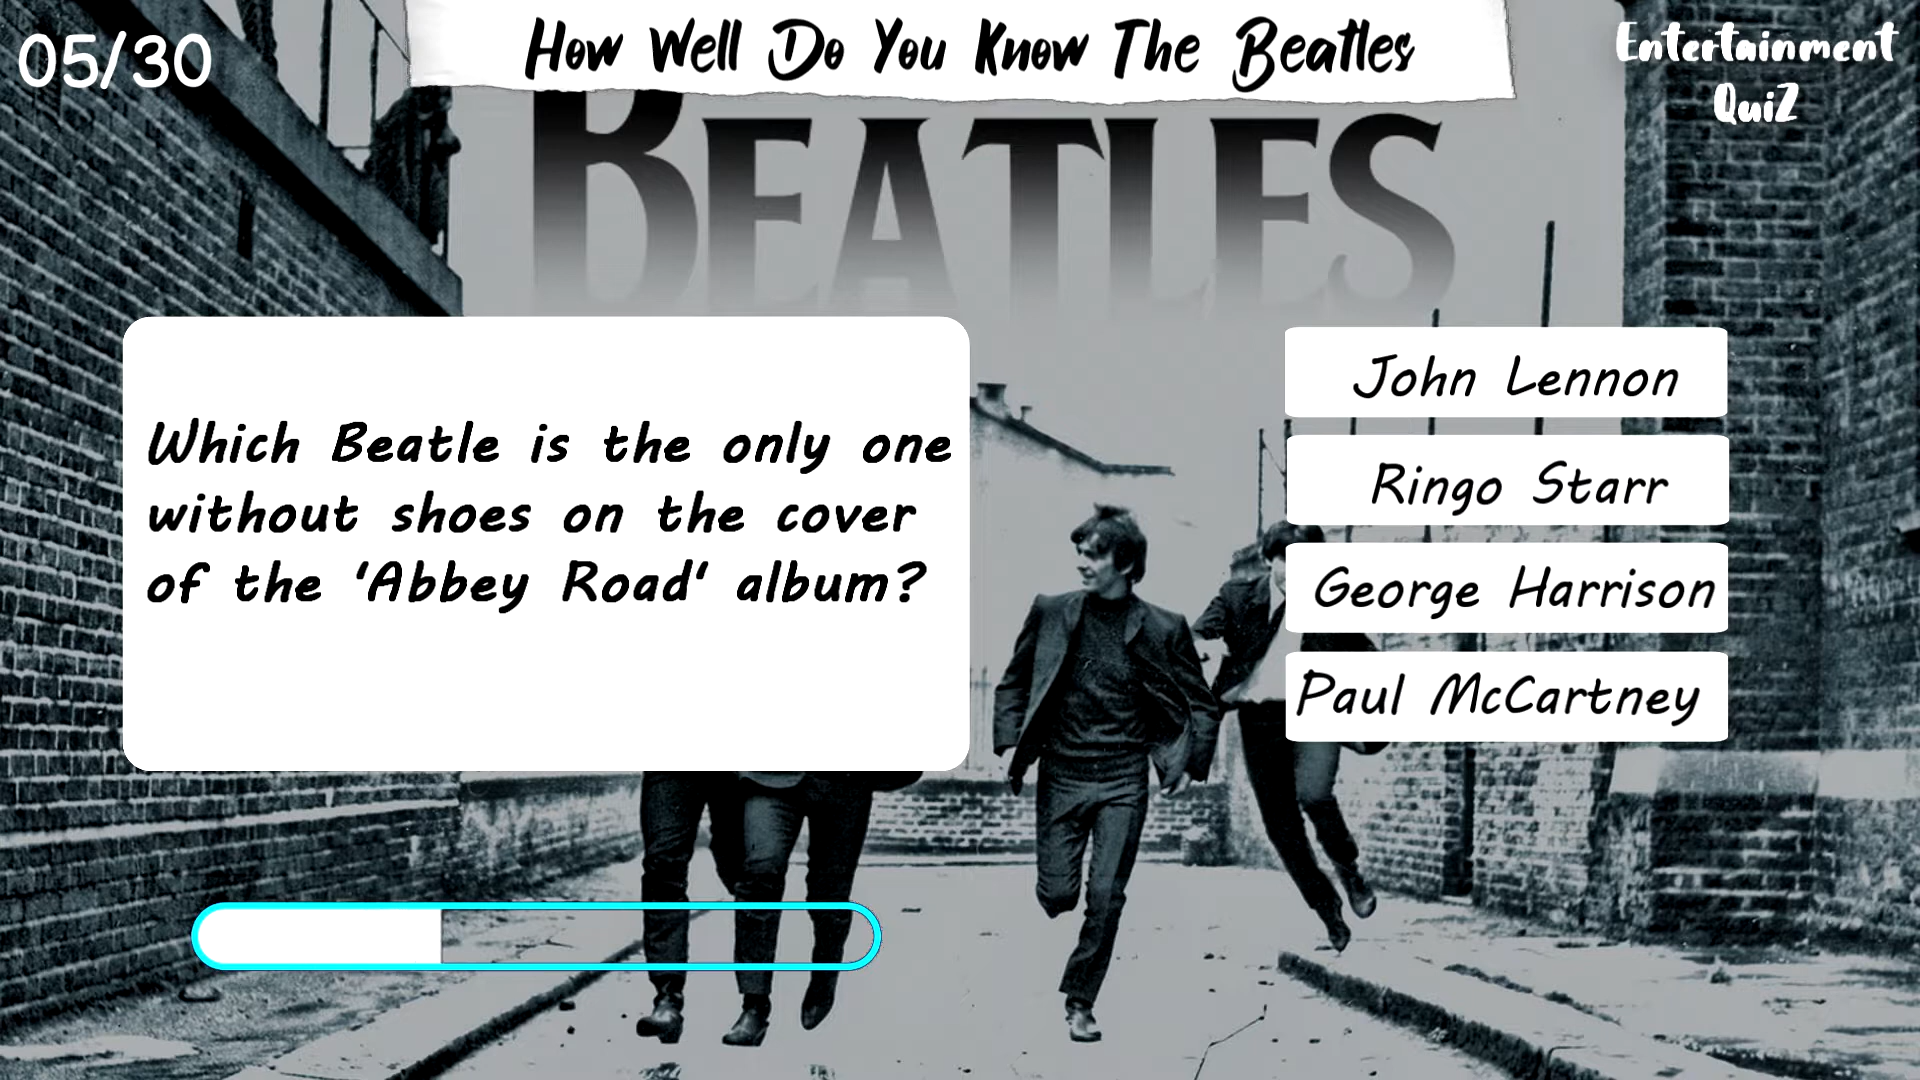 05/30
How Well Do You Know The Beatles
Entertainment
QuiZ
BEATLES
Which Beatle is the only one
without shoes on the cover
of the 'Abbey Road' album?
John Lennon
Ringo Starr
George Harrison
Paul McCartney